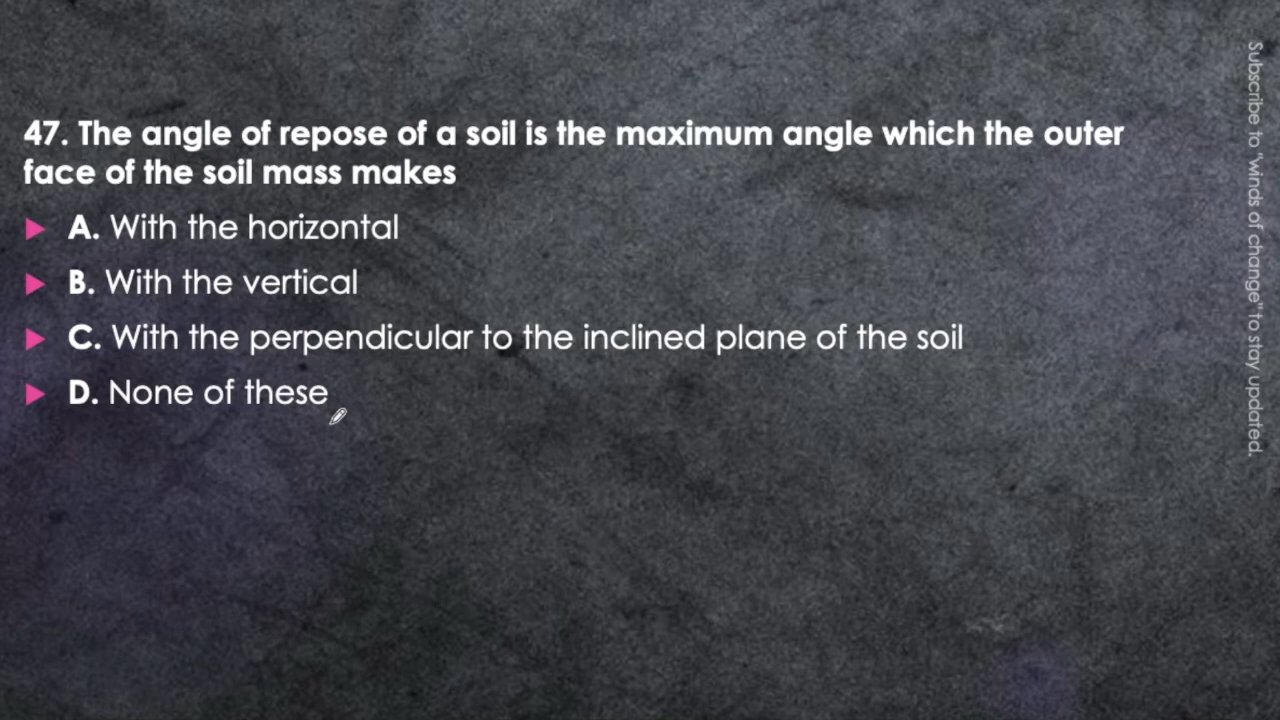 47. The angle of repose of a soil is the maximum angle which the outer
face of the soil mass makes
A. With the horizontal
B. With the vertical
C. With the perpendicular to the inclined plane of the soil
D. None of these
Subscribe to 'winds of change" to stay updated.